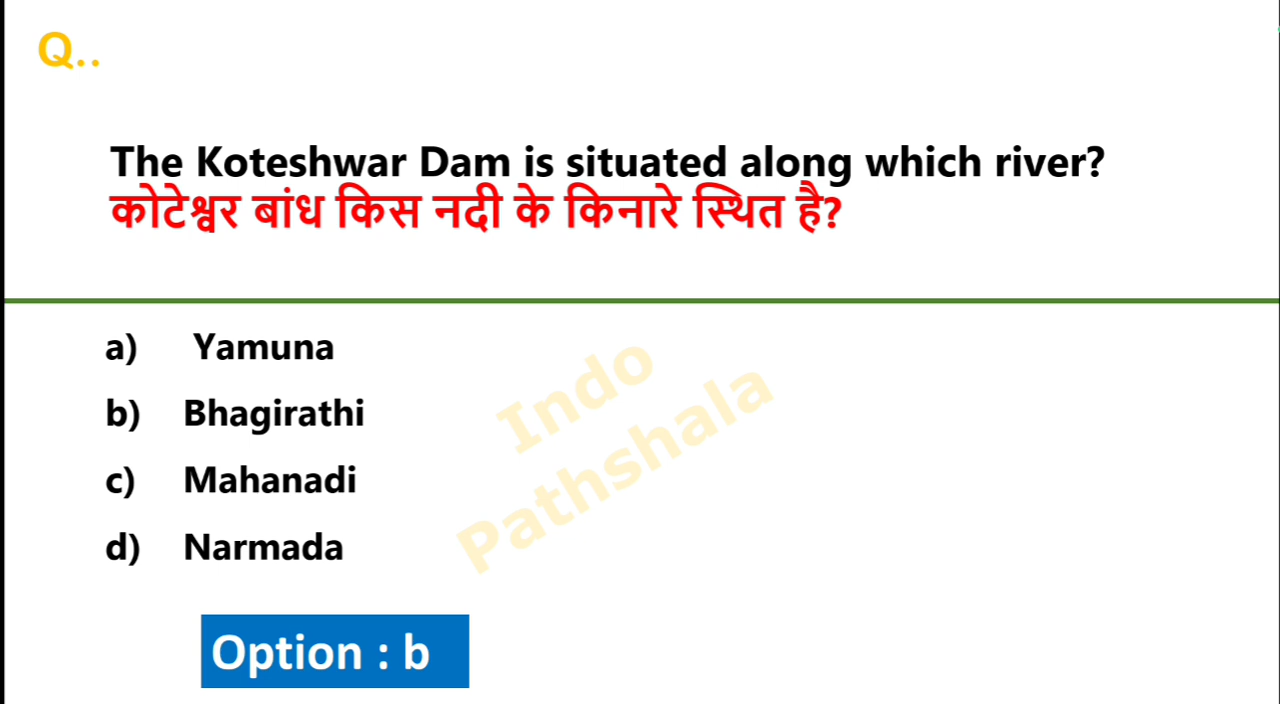 Q..
The Koteshwar Dam is situated along which river?
कोटेश्वर बांध किस नदी के किनारे स्थित है?
a) Yamuna
b) Bhagirathi
c) Mahanadi
d) Narmada
Indo
Pathshala
Option : b